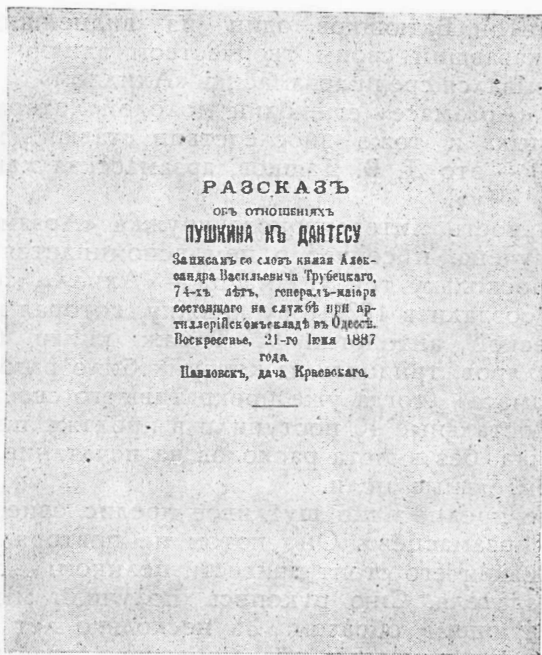 РАЗСКАЗЪ
ОБЪ ОТНОШЕНІЯХЪ
ПУШКИНА КЪ ДАНТЕСУ
Записанъ со словъ князя Алек-
сандра Васильевича Трубецкаго,
74-хъ лѣтъ, генералъ-маіора
состоящаго на службѣ при ар-
тиллерійскомъ складѣ въ Одессѣ.
Воскресенье, 21-го Іюня 1887
года.
Павловскъ, дача Краевскаго.